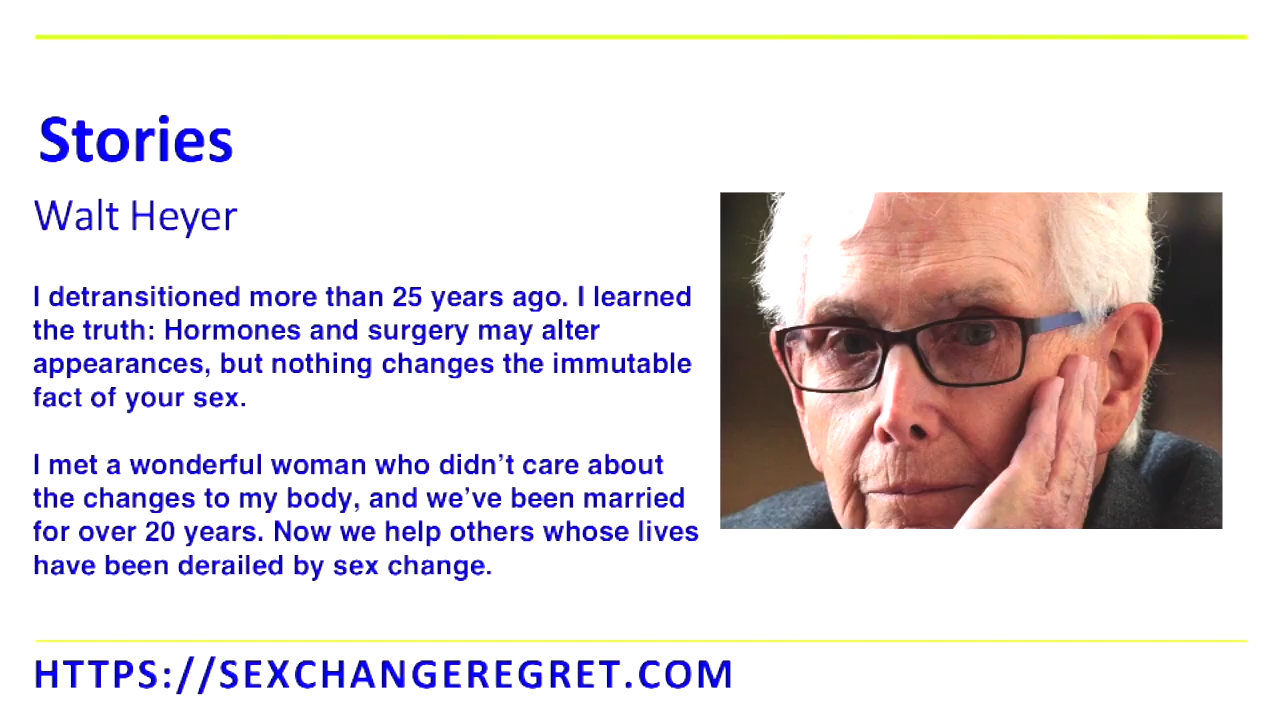 Stories
Walt Heyer
I detransitioned more than 25 years ago. I learned
the truth: Hormones and surgery may alter
appearances, but nothing changes the immutable
fact of your sex.
I met a wonderful woman who didn’t care about
the changes to my body, and we’ve been married
for over 20 years. Now we help others whose lives
have been derailed by sex change.
HTTPS://SEXCHANGEREGRET.COM